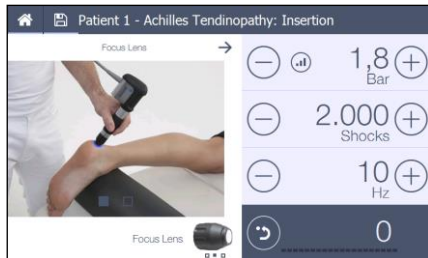 Patient 1 - Achilles Tendinopathy: Insertion
Focus Lens
1,8
Bar
2.000
Shocks
10
Hz
Focus Lens
0